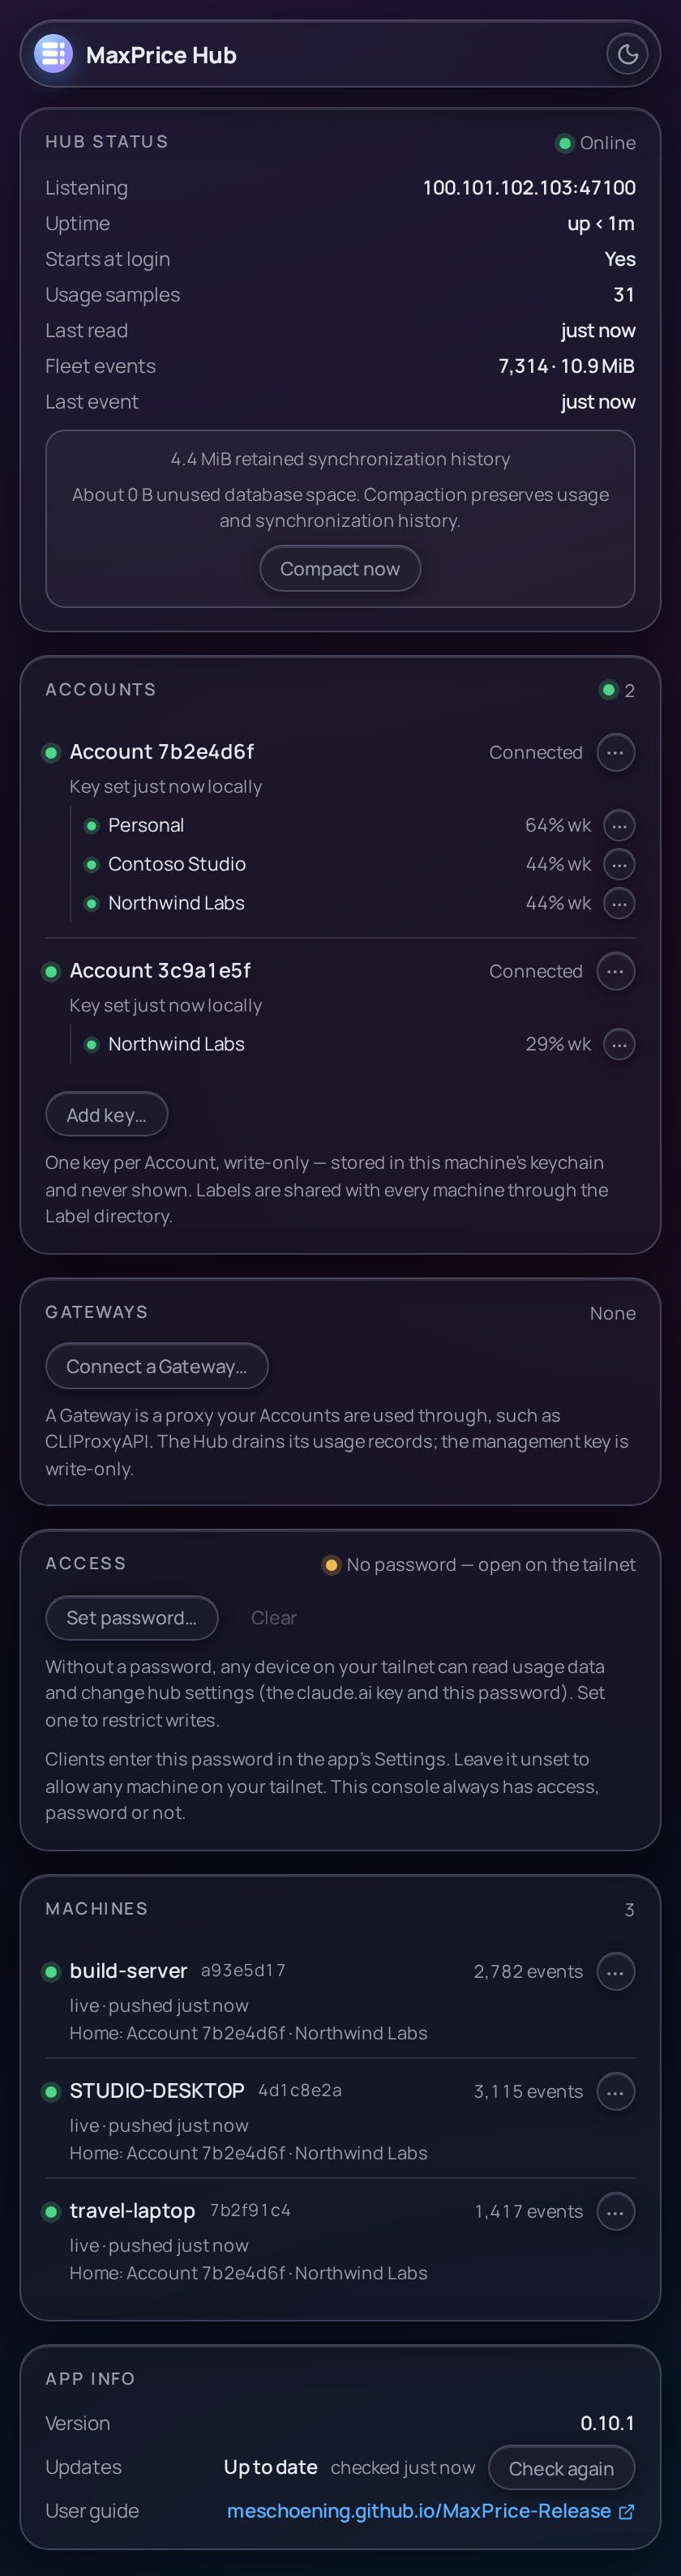 MaxPrice Hub
HUB STATUS
Online
Listening
100.101.102.103:47100
Uptime
up < 1m
Starts at login
Yes
Usage samples
31
Last read
just now
Fleet events
7,314 · 10.9 MiB
Last event
just now
4.4 MiB retained synchronization history
About 0 B unused database space. Compaction preserves usage
and synchronization history.
Compact now
ACCOUNTS
2
Account 7b2e4d6f
Connected
...
Key set just now locally
Personal
64% wk
...
Contoso Studio
44% wk
...
Northwind Labs
44% wk
...
Account 3c9a1e5f
Connected
...
Key set just now locally
Northwind Labs
29% wk
...
Add key...
One key per Account, write-only — stored in this machine's keychain
and never shown. Labels are shared with every machine through the
Label directory.
GATEWAYS
None
Connect a Gateway...
A Gateway is a proxy your Accounts are used through, such as
CLIProxyAPI. The Hub drains its usage records; the management key is
write-only.
ACCESS
No password — open on the tailnet
Set password...
Clear
Without a password, any device on your tailnet can read usage data
and change hub settings (the claude.ai key and this password). Set
one to restrict writes.
Clients enter this password in the app's Settings. Leave it unset to
allow any machine on your tailnet. This console always has access,
password or not.
MACHINES
3
build-server a93e5d17
2,782 events
...
live · pushed just now
Home: Account 7b2e4d6f · Northwind Labs
STUDIO-DESKTOP 4d1c8e2a
3,115 events
...
live · pushed just now
Home: Account 7b2e4d6f · Northwind Labs
travel-laptop 7b2f91c4
1,417 events
...
live · pushed just now
Home: Account 7b2e4d6f · Northwind Labs
APP INFO
Version
0.10.1
Updates
Up to date checked just now
Check again
User guide
meschoening.github.io/MaxPrice-Release